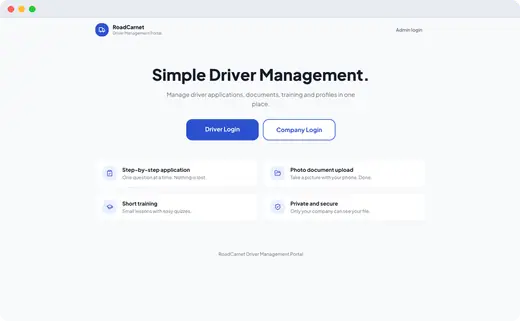 RoadCarnet
Driver Management Portal
Admin login
Simple Driver Management.
Manage driver applications, documents, training and profiles in one
place.
Driver Login
Company Login
Step-by-step application
One question at a time. Nothing is lost.
Photo document upload
Take a picture with your phone. Done.
Short training
Small lessons with easy quizzes.
Private and secure
Only your company can see your file.
RoadCarnet Driver Management Portal